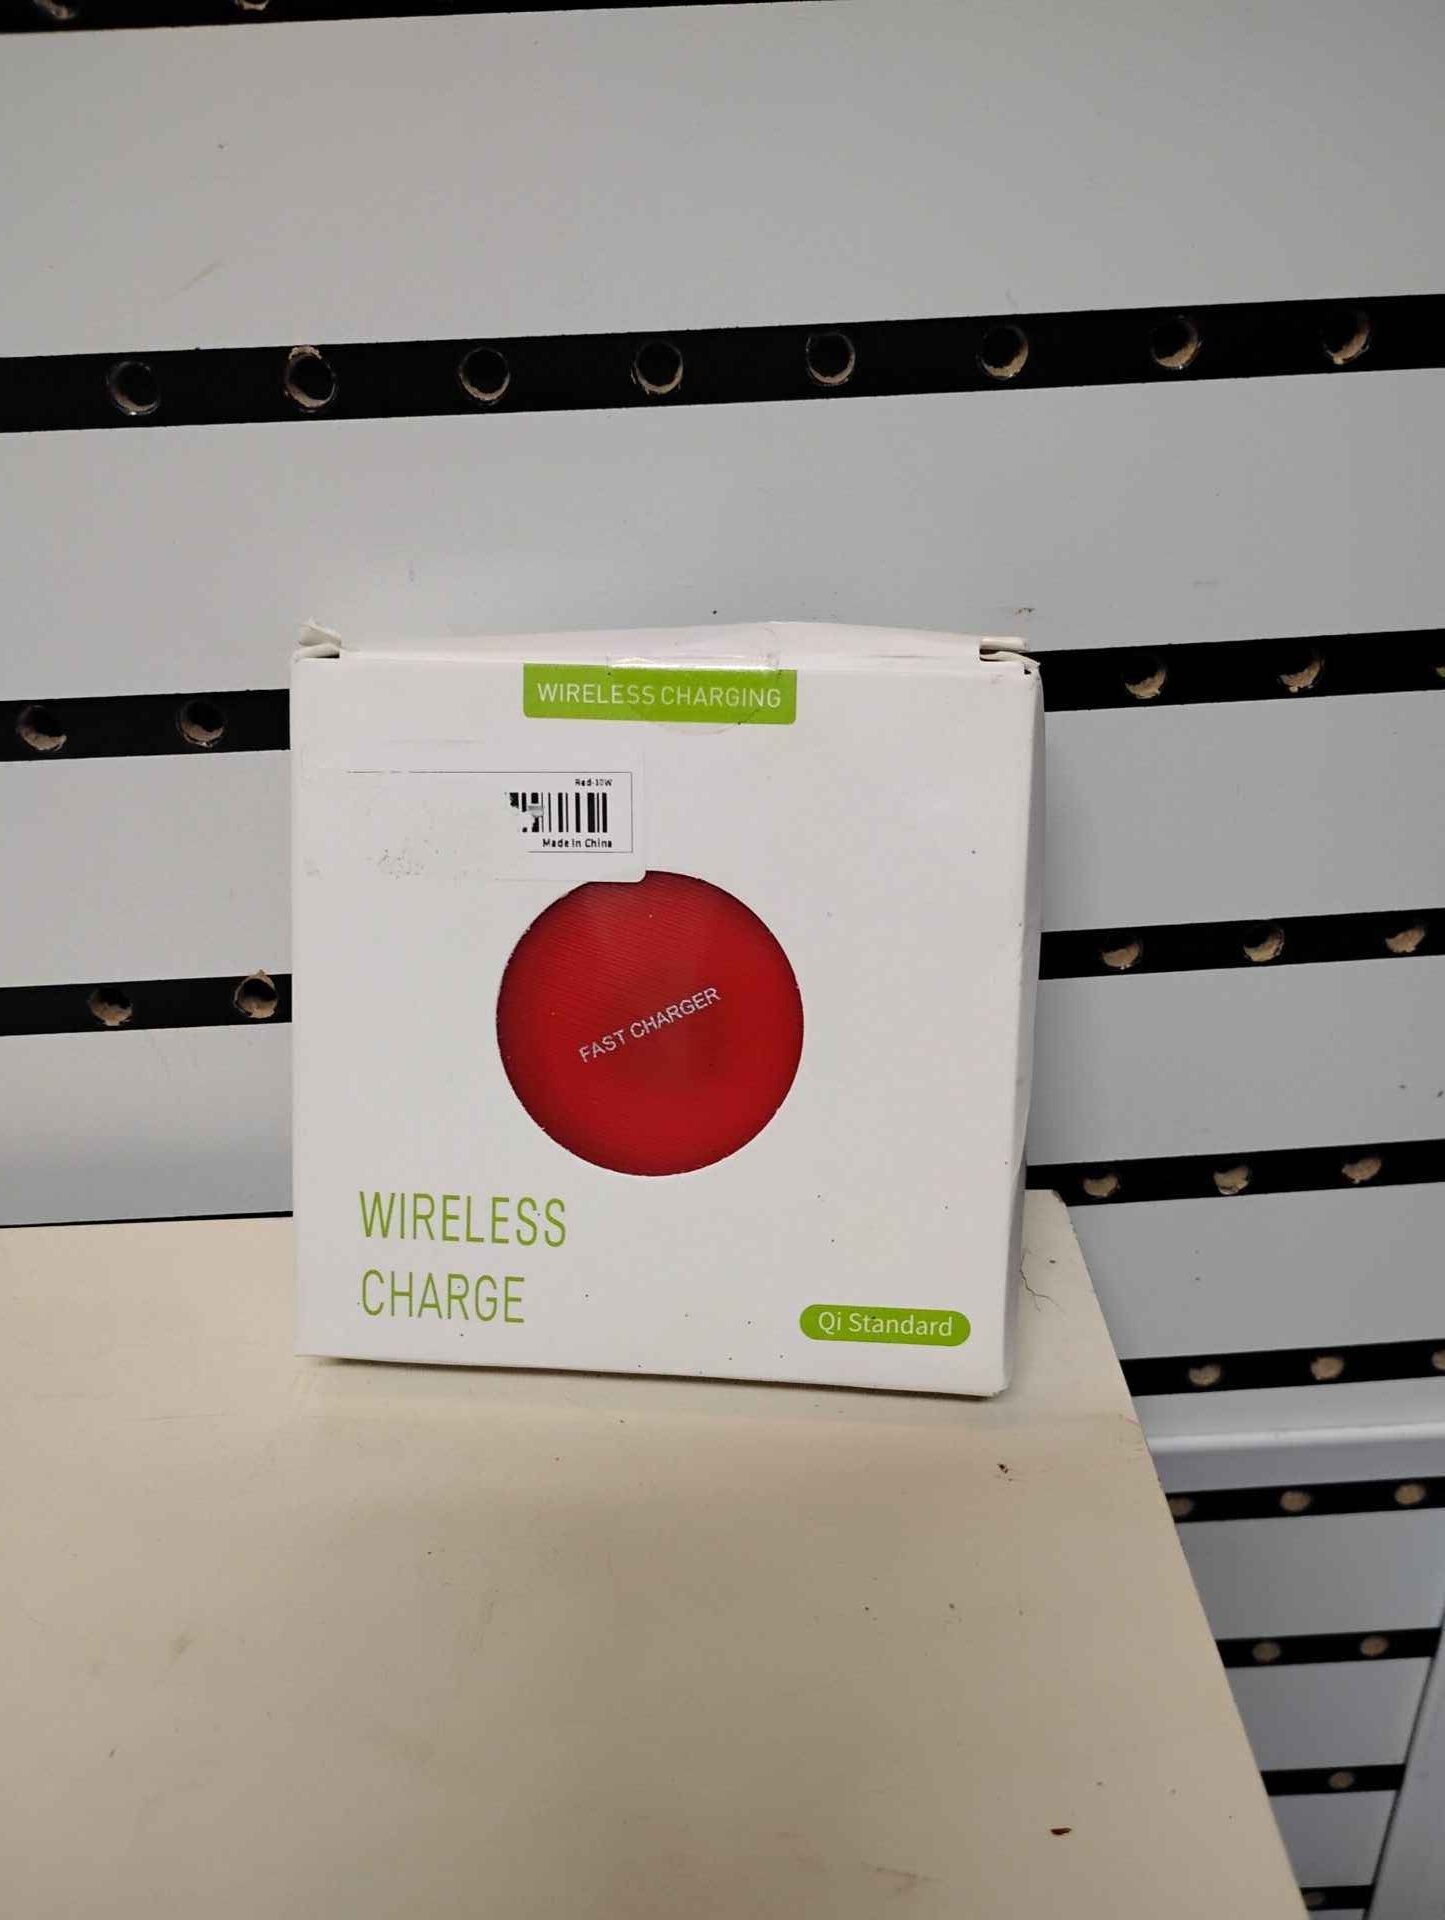 WIRELESS CHARGING
Red-10W
Made in China
FAST CHARGER
WIRELESS
CHARGE
Qi Standard